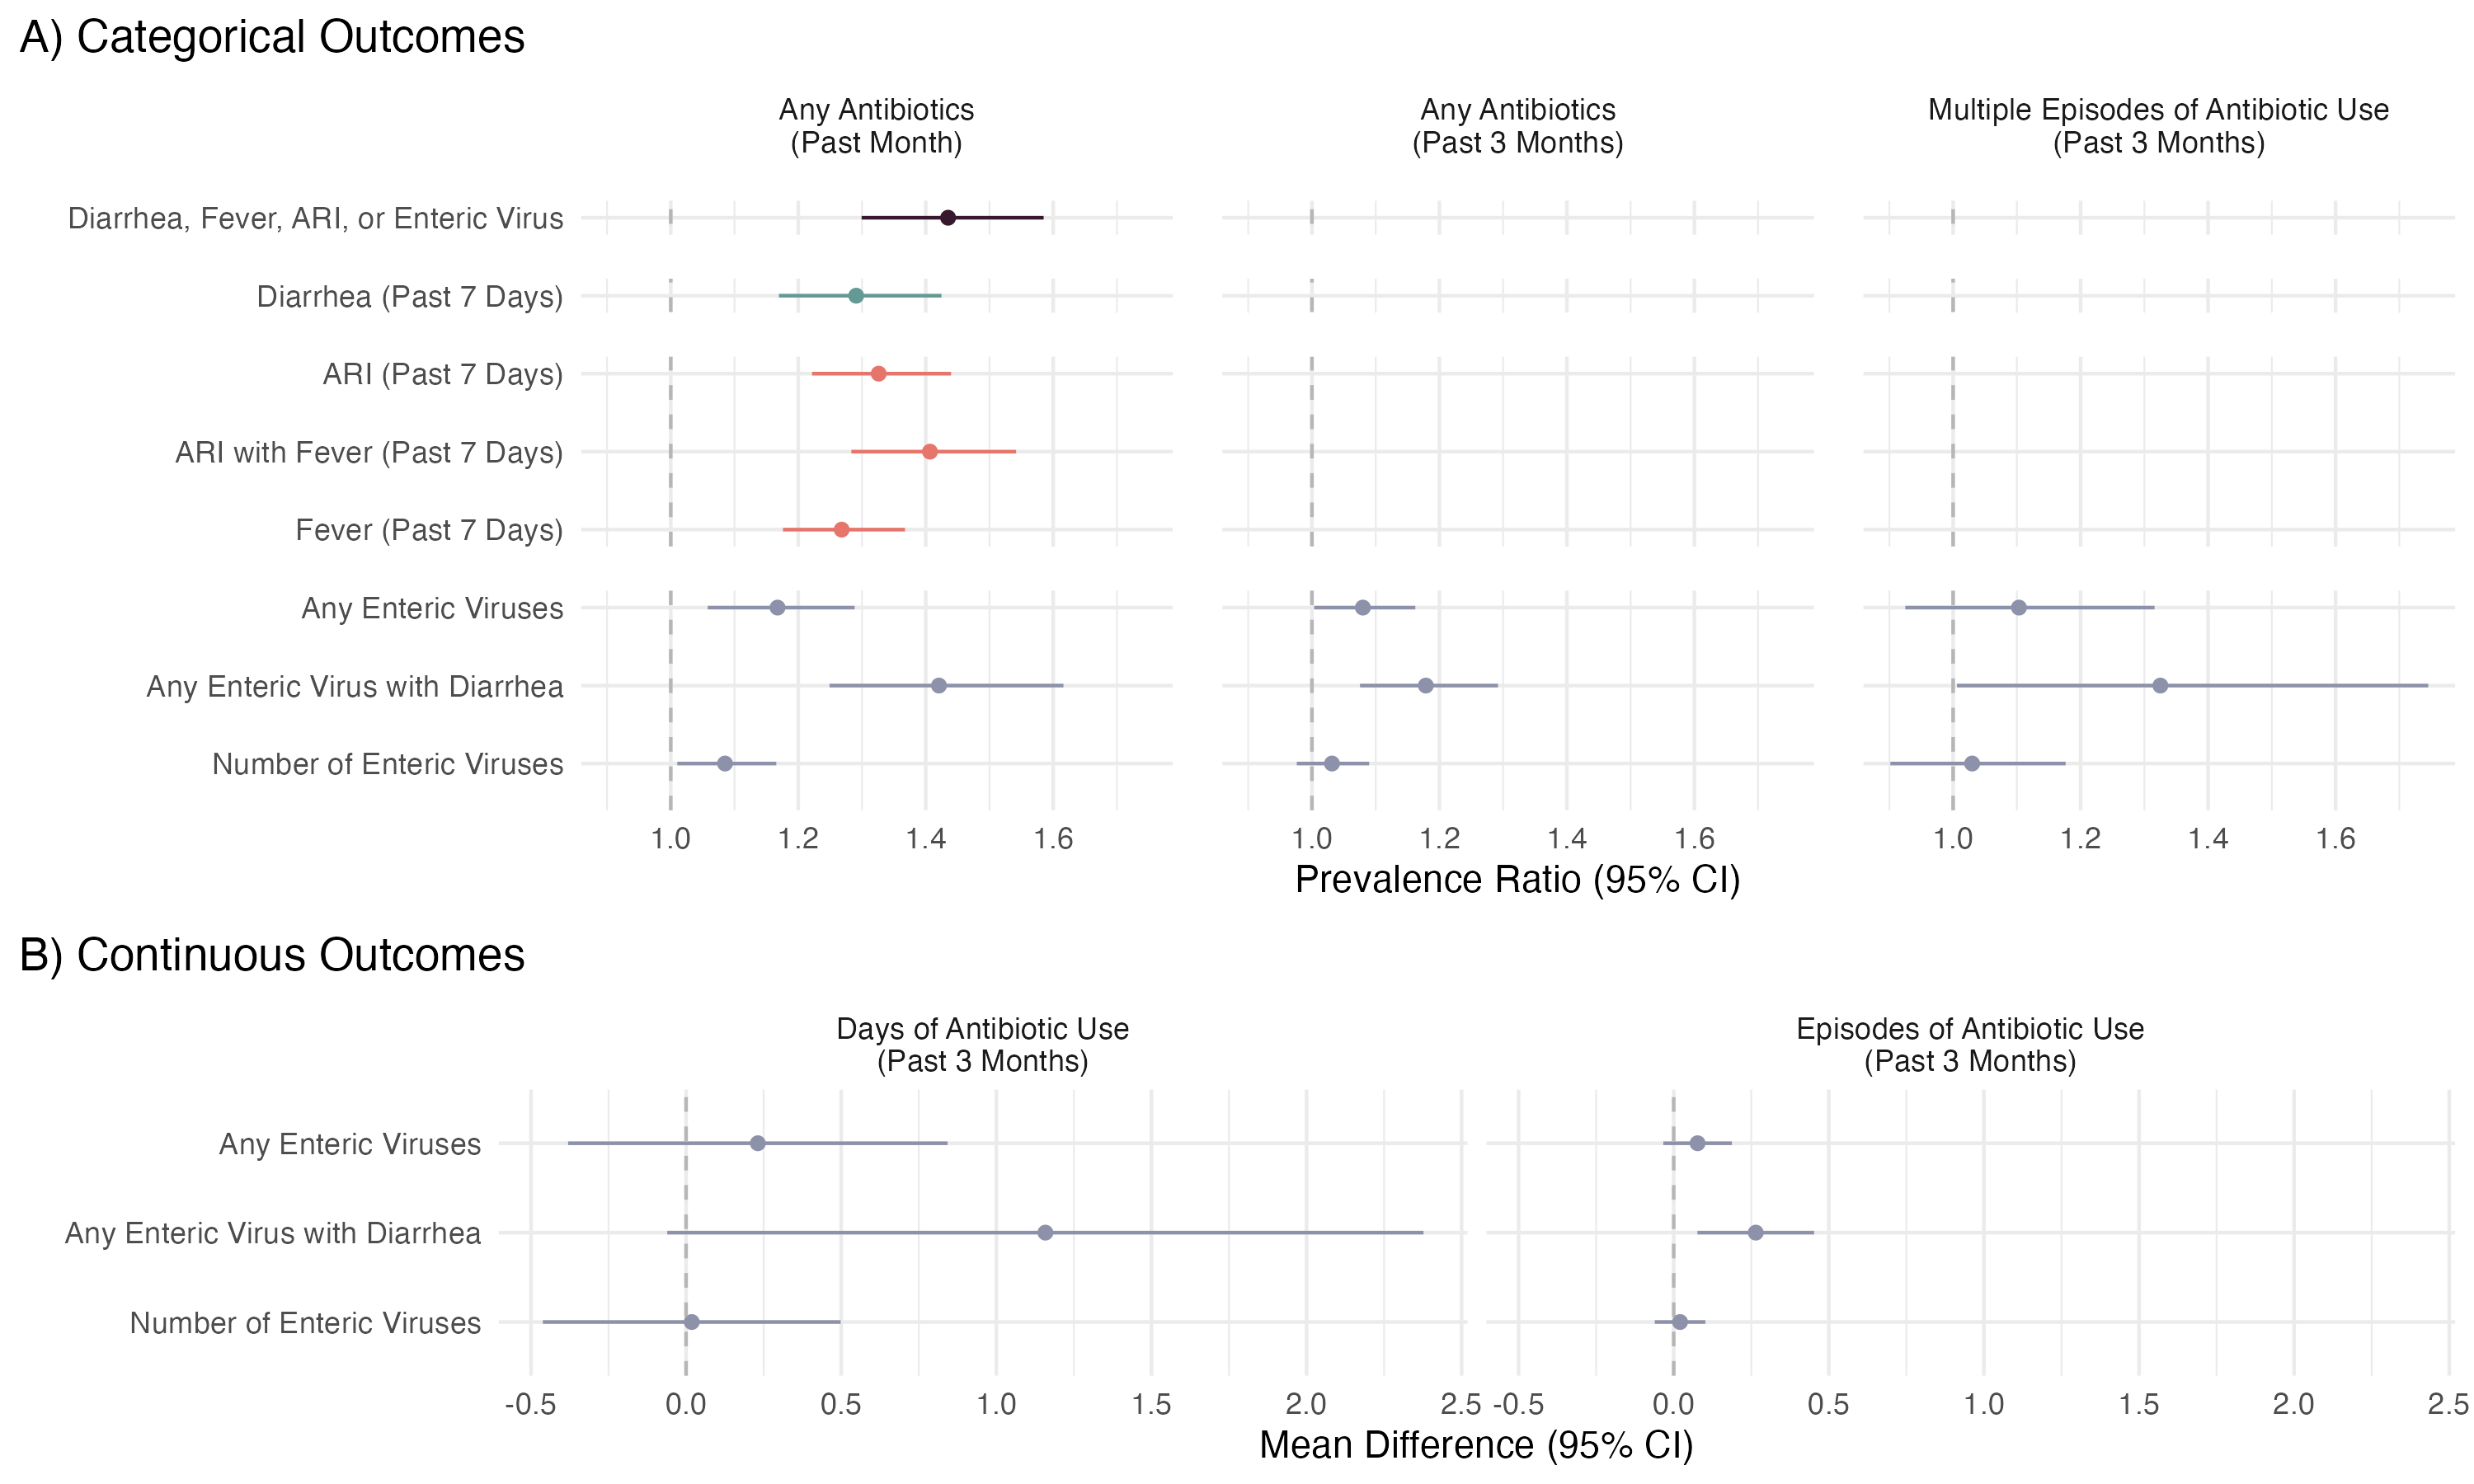 A) Categorical Outcomes
Any Antibiotics
(Past Month)
Any Antibiotics
(Past 3 Months)
Multiple Episodes of Antibiotic Use
(Past 3 Months)
Diarrhea, Fever, ARI, or Enteric Virus
Diarrhea (Past 7 Days)
ARI (Past 7 Days)
ARI with Fever (Past 7 Days)
Fever (Past 7 Days)
Any Enteric Viruses
Any Enteric Virus with Diarrhea
Number of Enteric Viruses
1.0 1.2 1.4 1.6 1.0 1.2 1.4 1.6 1.0 1.2 1.4 1.6
Prevalence Ratio (95% CI)
B) Continuous Outcomes
Days of Antibiotic Use
(Past 3 Months)
Episodes of Antibiotic Use
(Past 3 Months)
Any Enteric Viruses
Any Enteric Virus with Diarrhea
Number of Enteric Viruses
-0.5 0.0 0.5 1.0 1.5 2.0 2.5 -0.5 0.0 0.5 1.0 1.5 2.0 2.5
Mean Difference (95% CI)